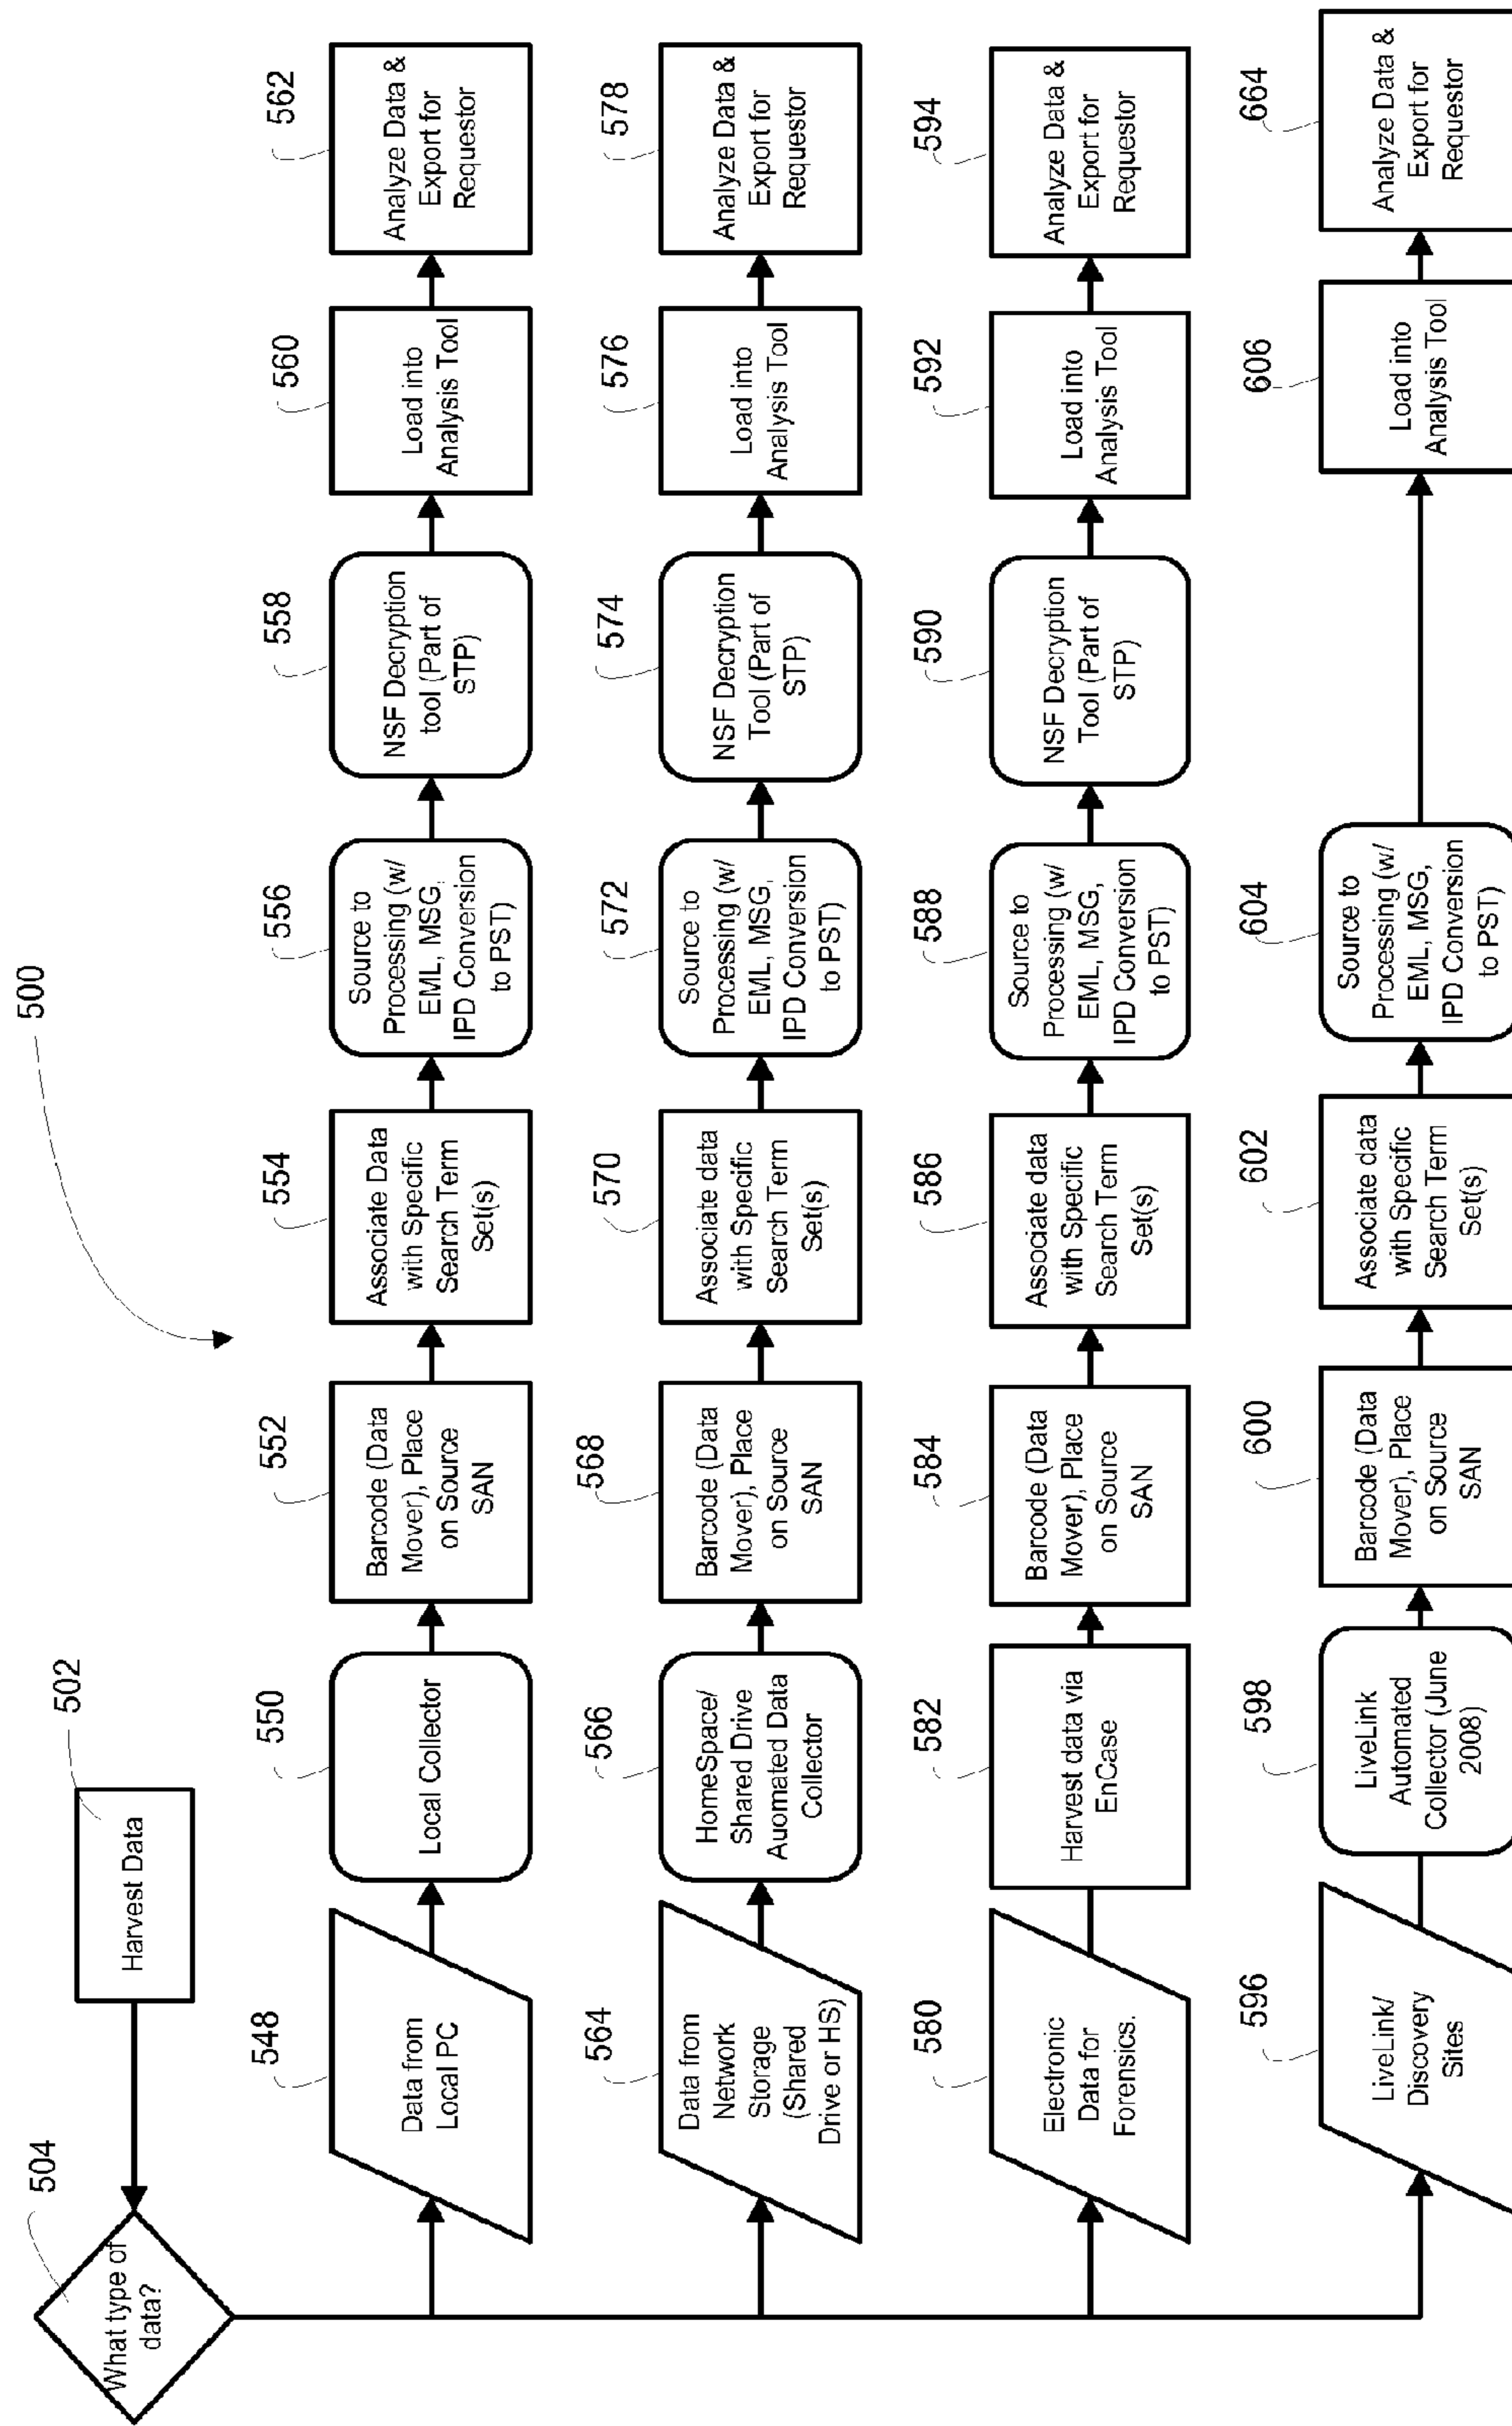 500
502
Harvest Data
504
What type of
data?
548
Data from
Local PC
550
Local Collector
552
Barcode (Data
Mover), Place
on Source
SAN
554
Associate Data
with Specific
Search Term
Set(s)
556
Source to
Processing (w/
EML, MSG,
IPD Conversion
to PST)
558
NSF Decryption
tool (Part of
STP)
560
Load into
Analysis Tool
562
Analyze Data &
Export for
Requestor
564
Data from
Network
Storage
(Shared
Drive or HS)
566
HomeSpace/
Shared Drive
Auomated Data
Collector
568
Barcode (Data
Mover), Place
on Source
SAN
570
Associate data
with Specific
Search Term
Set(s)
572
Source to
Processing (w/
EML, MSG,
IPD Conversion
to PST)
574
NSF Decryption
Tool (Part of
STP)
576
Load into
Analysis Tool
578
Analyze Data &
Export for
Requestor
580
Electronic
Data for
Forensics.
582
Harvest data via
EnCase
584
Barcode (Data
Mover), Place
on Source
SAN
586
Associate data
with Specific
Search Term
Set(s)
588
Source to
Processing (w/
EML, MSG,
IPD Conversion
to PST)
590
NSF Decryption
Tool (Part of
STP)
592
Load into
Analysis Tool
594
Analyze Data &
Export for
Requestor
596
LiveLink/
Discovery
Sites
598
LiveLink
Automated
Collector (June
2008)
600
Barcode (Data
Mover), Place
on Source
SAN
602
Associate data
with Specific
Search Term
Set(s)
604
Source to
Processing (w/
EML, MSG,
IPD Conversion
to PST)
606
Load into
Analysis Tool
664
Analyze Data &
Export for
Requestor